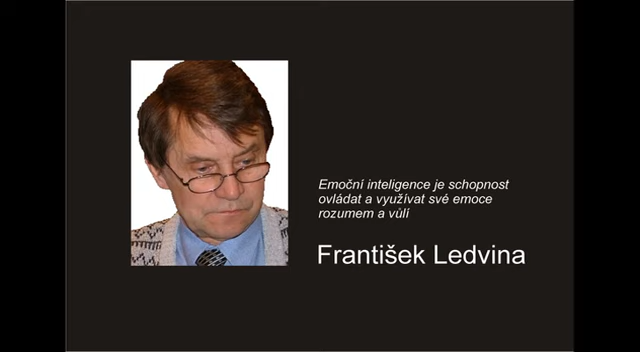 Emoční inteligence je schopnost
ovládat a využívat své emoce
rozumem a vůlí
František Ledvina